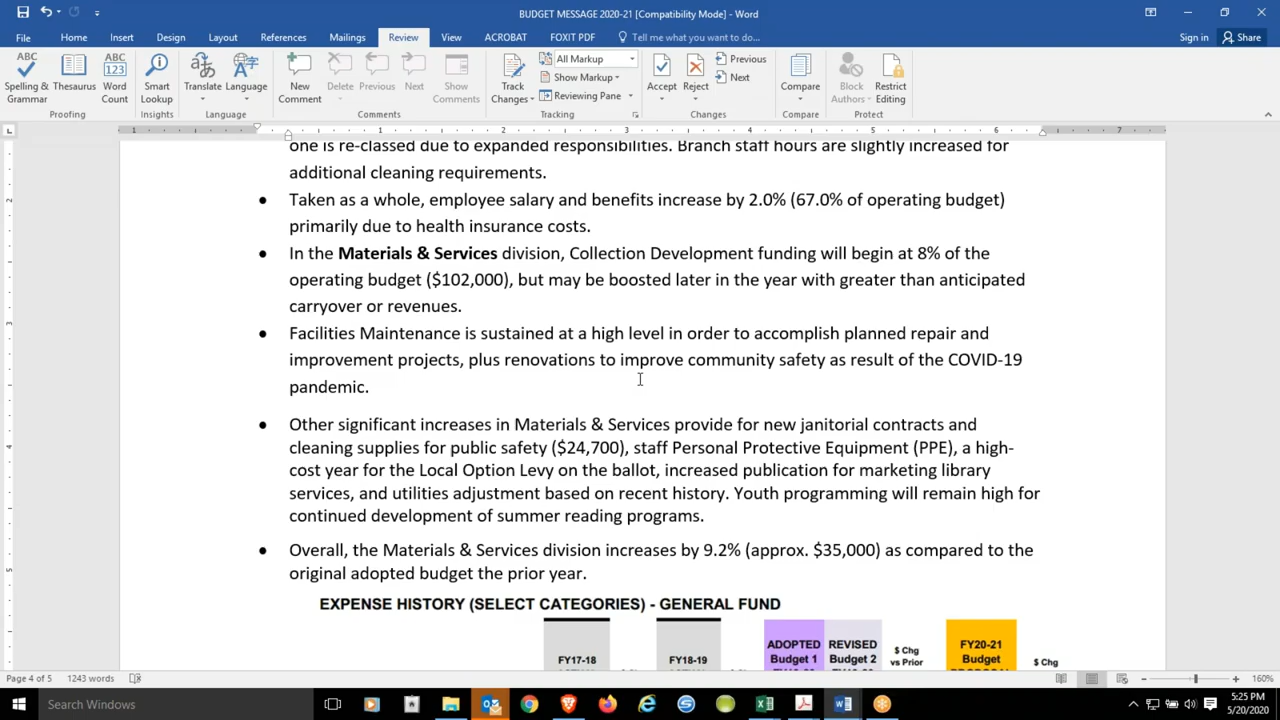 BUDGET MESSAGE 2020-21 [Compatibility Mode] - Word
File Home Insert Design Layout References Mailings Review View ACROBAT FOXIT PDF Tell me what you want to do... Sign in Share
ABC ABC 123
Spelling & Grammar Thesaurus Word Count Smart Lookup Translate Language New Comment Delete Previous Next Show Comments Track Changes All Markup Show Markup Reviewing Pane Accept Reject Previous Next Compare Block Authors Restrict Editing
Proofing Insights Language Comments Tracking Changes Compare Protect
1 1 2 3 4 5 6 7
one is re-classed due to expanded responsibilities. Branch staff hours are slightly increased for
additional cleaning requirements.
● Taken as a whole, employee salary and benefits increase by 2.0% (67.0% of operating budget)
primarily due to health insurance costs.
● In the Materials & Services division, Collection Development funding will begin at 8% of the
operating budget ($102,000), but may be boosted later in the year with greater than anticipated
carryover or revenues.
● Facilities Maintenance is sustained at a high level in order to accomplish planned repair and
improvement projects, plus renovations to improve community safety as result of the COVID-19
pandemic.
● Other significant increases in Materials & Services provide for new janitorial contracts and
cleaning supplies for public safety ($24,700), staff Personal Protective Equipment (PPE), a high-
cost year for the Local Option Levy on the ballot, increased publication for marketing library
services, and utilities adjustment based on recent history. Youth programming will remain high for
continued development of summer reading programs.
● Overall, the Materials & Services division increases by 9.2% (approx. $35,000) as compared to the
original adopted budget the prior year.
EXPENSE HISTORY (SELECT CATEGORIES) - GENERAL FUND
ADOPTED REVISED FY20-21
FY17-18 FY18-19 Budget 1 Budget 2 $ Chg vs Prior Budget $ Chg
Page 4 of 5 1243 words 160%
Search Windows 5:25 PM
5/20/2020